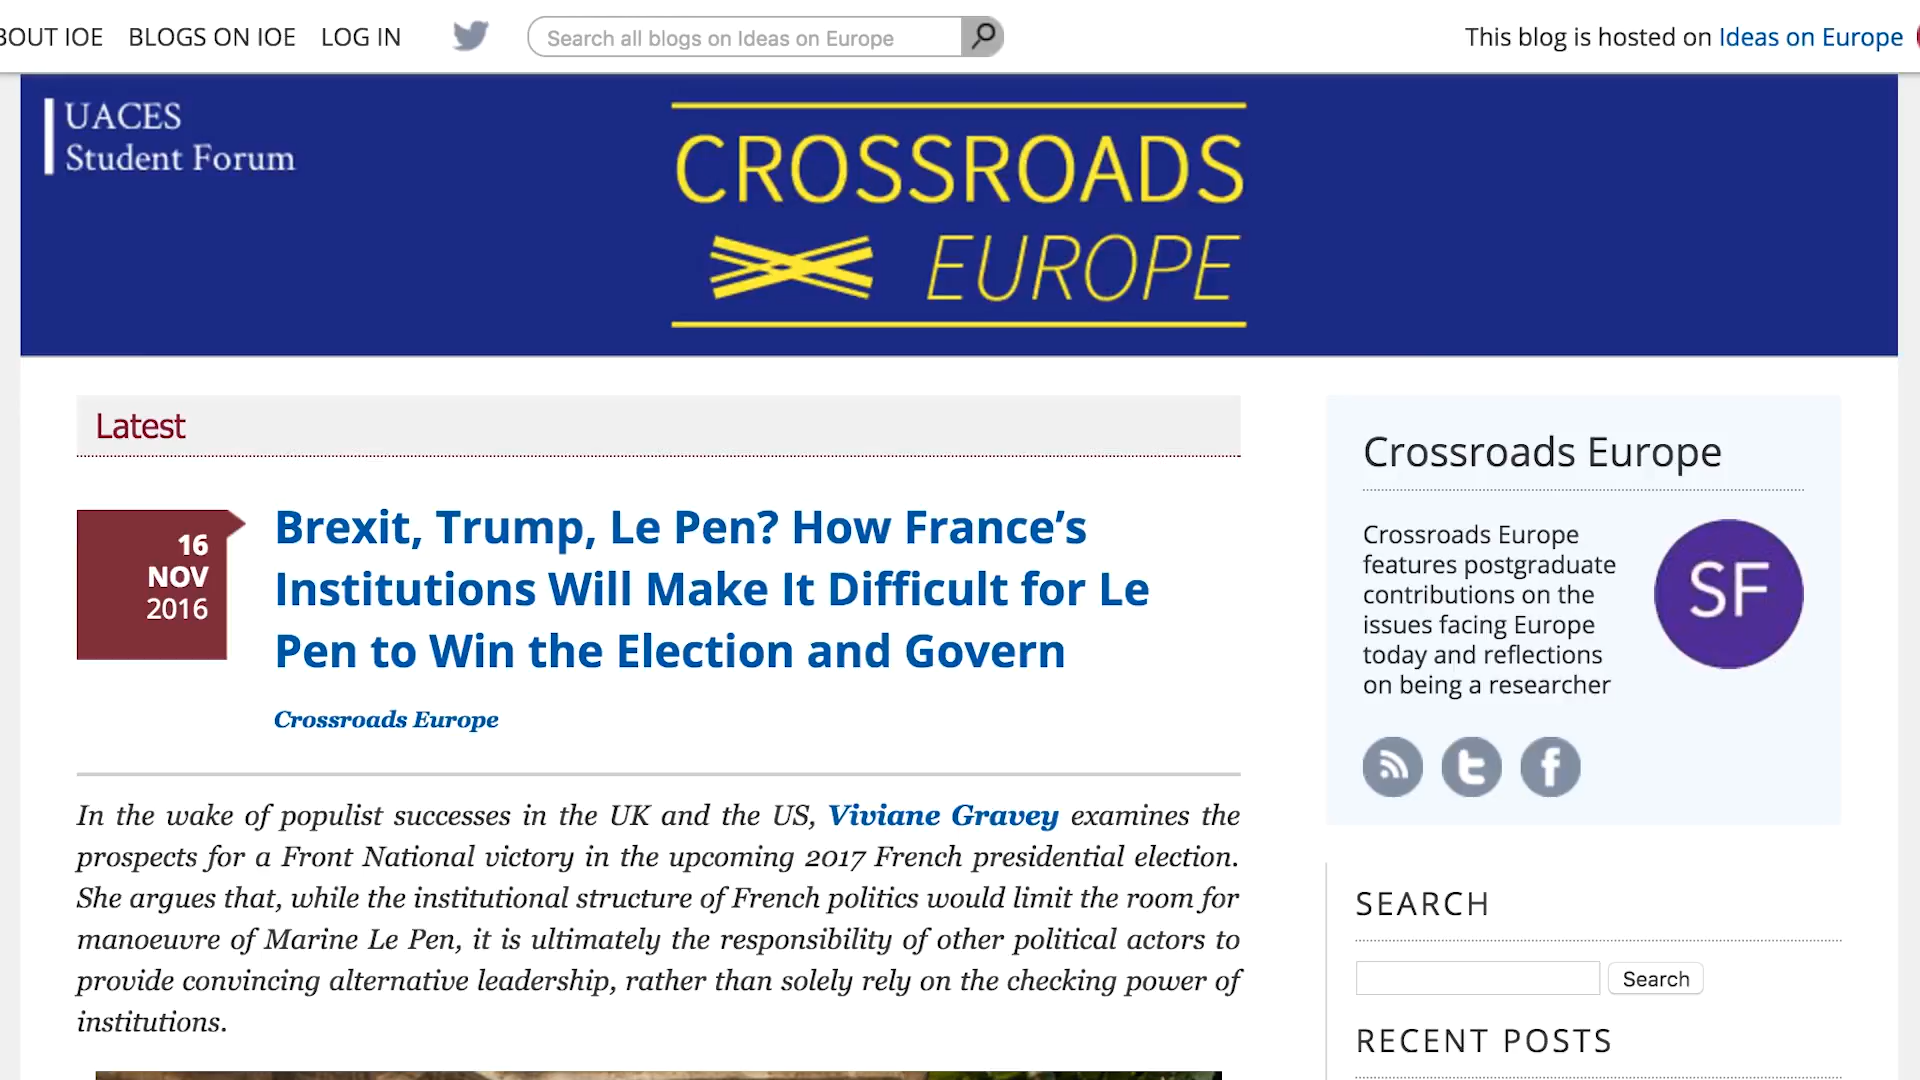 BOUT IOE BLOGS ON IOE LOG IN Search all blogs on Ideas on Europe This blog is hosted on Ideas on Europe
UACES
Student Forum
CROSSROADS
EUROPE
Latest
16
NOV
2016
Brexit, Trump, Le Pen? How France’s
Institutions Will Make It Difficult for Le
Pen to Win the Election and Govern
Crossroads Europe
In the wake of populist successes in the UK and the US, Viviane Gravey examines the
prospects for a Front National victory in the upcoming 2017 French presidential election.
She argues that, while the institutional structure of French politics would limit the room for
manoeuvre of Marine Le Pen, it is ultimately the responsibility of other political actors to
provide convincing alternative leadership, rather than solely rely on the checking power of
institutions.
Crossroads Europe
Crossroads Europe
features postgraduate
contributions on the
issues facing Europe
today and reflections
on being a researcher
SF
SEARCH
Search
RECENT POSTS